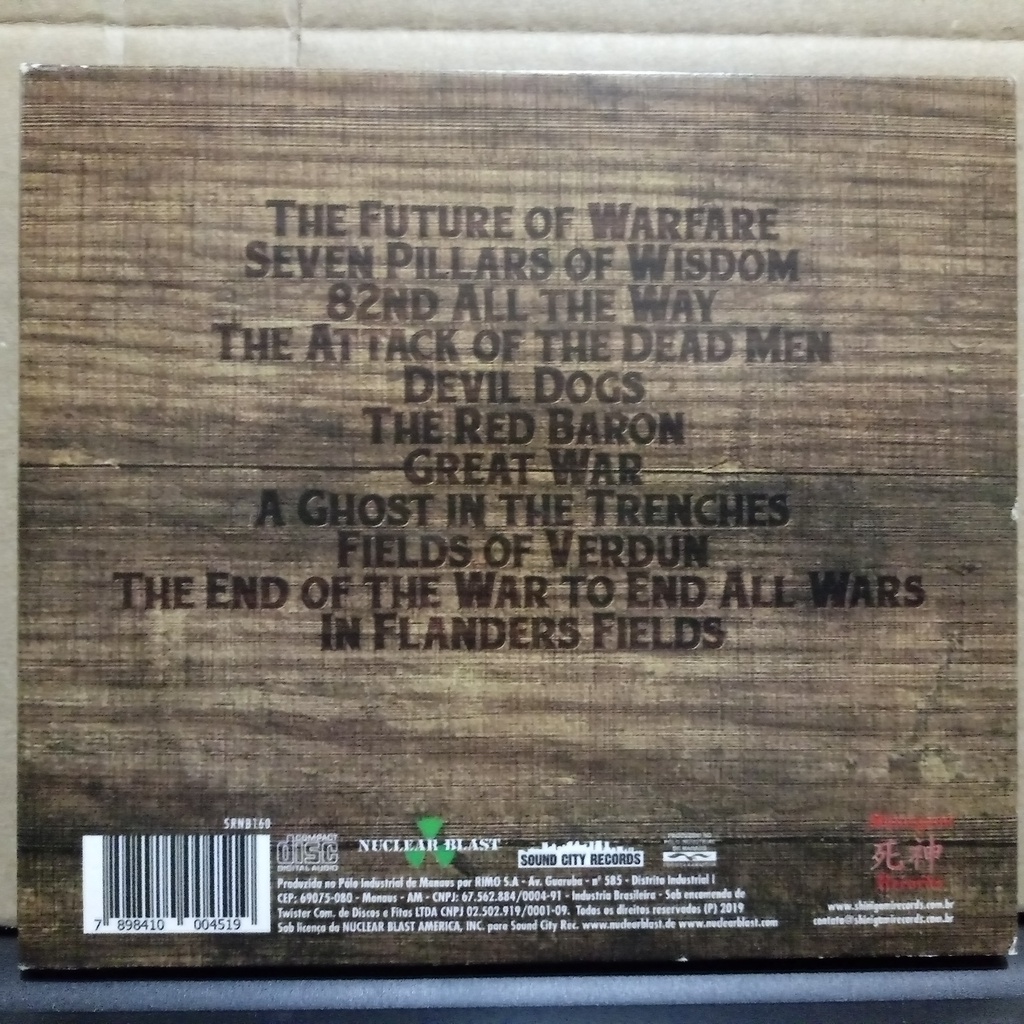 The Future of Warfare
Seven Pillars of Wisdom
82nd All the Way
The Attack of the Dead Men
Devil Dogs
The Red Baron
Great War
A Ghost in the Trenches
Fields of Verdun
The End of the War to End All Wars
In Flanders Fields
SRNB160
7 898410 004519
COMPACT
disc
DIGITAL AUDIO
NUCLEAR BLAST
SOUND CITY RECORDS
Produzido no Pólo Industrial de Manaus por RIMO S.A - Av. Guaruba - nº 585 - Distrito Industrial I
CEP: 69075-080 - Manaus - AM - CNPJ: 67.562.884/0004-91 - Industria Brasileira - Sob encomenda de
Twister Com. de Discos e Fitas LTDA CNPJ 02.502.919/0001-09. Todos os direitos reservados (P) 2019
Sob licença da NUCLEAR BLAST AMERICA, INC. para Sound City Rec. www.nuclearblast.de www.nuclearblast.com
Shinigami
死神
Records
www.shinigamirecords.com.br
contato@shinigamirecords.com.br